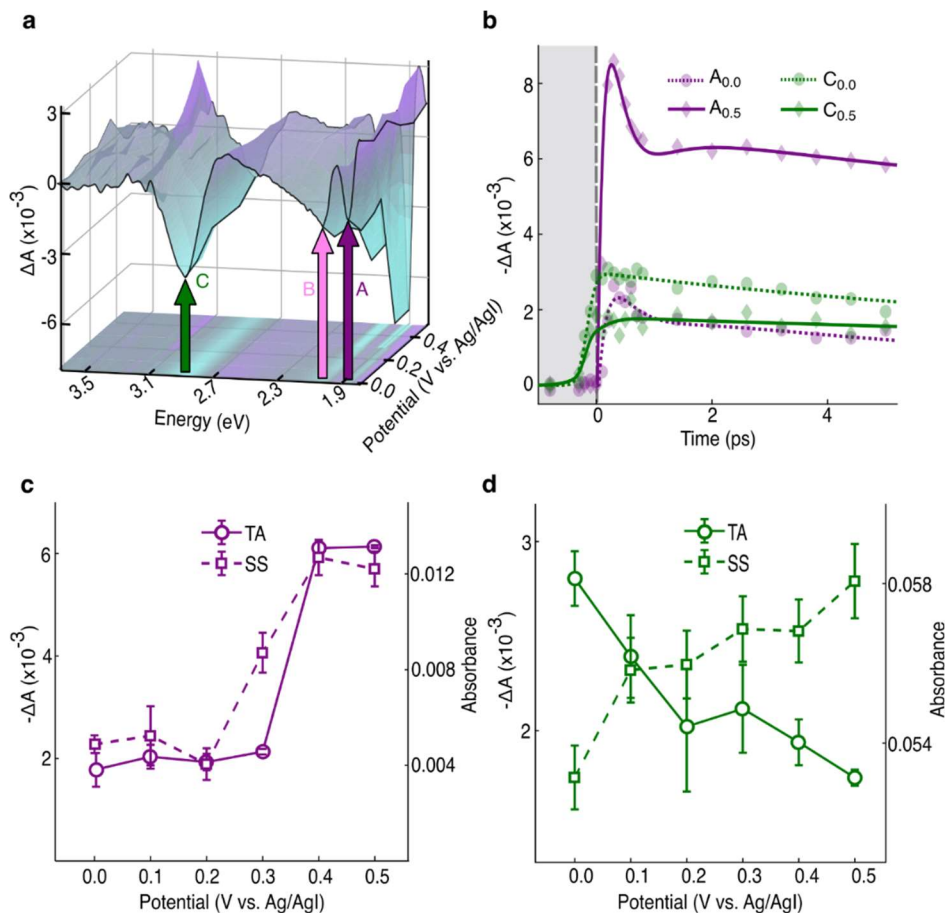 a
3
0
-3
-6
ΔA (x10⁻³)
C
B
A
3.5
3.1
2.7
2.3
1.9
Energy (eV)
0.0
0.2
0.4
Potential (V vs. Ag/AgI)
b
8
6
4
2
0
-ΔA (x10⁻³)
A₀.₀
A₀.₅
C₀.₀
C₀.₅
0
2
4
Time (ps)
c
TA
SS
6
4
2
-ΔA (x10⁻³)
0.012
0.008
0.004
Absorbance
0.0
0.1
0.2
0.3
0.4
0.5
Potential (V vs. Ag/AgI)
d
TA
SS
3
2
-ΔA (x10⁻³)
0.058
0.054
Absorbance
0.0
0.1
0.2
0.3
0.4
0.5
Potential (V vs. Ag/AgI)